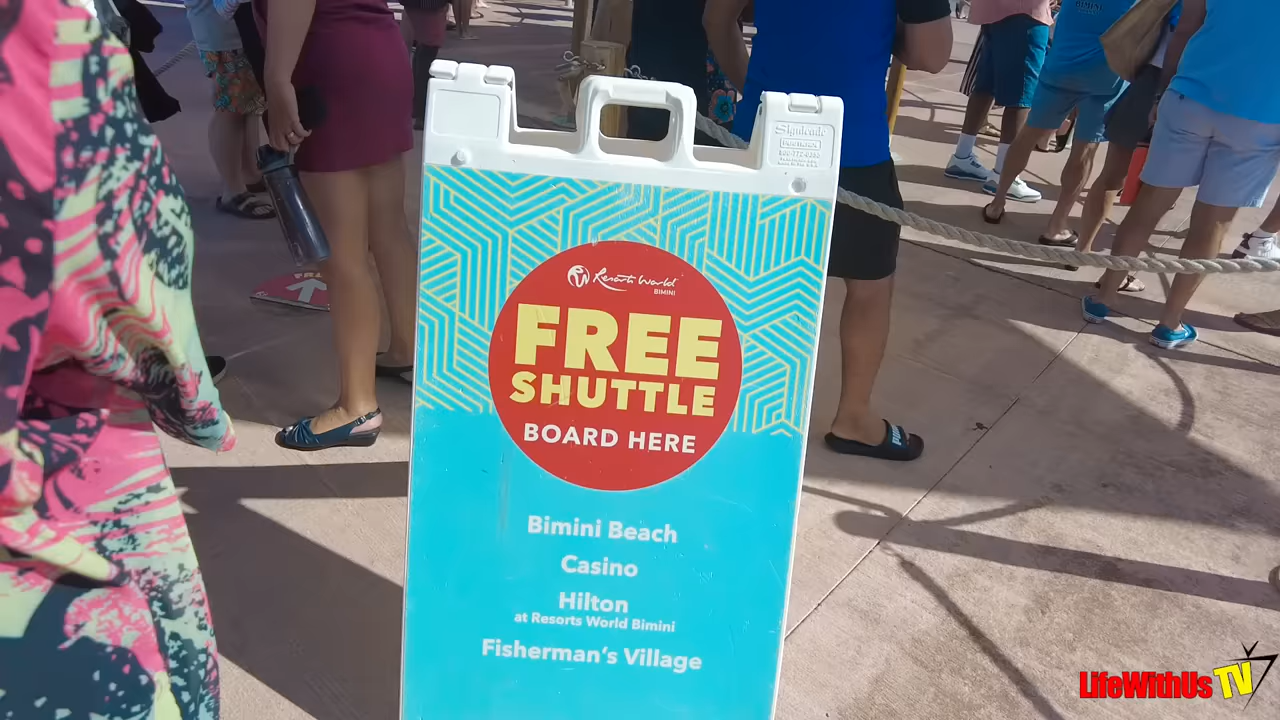 Signicade
Resorts World
BIMINI
FREE
SHUTTLE
BOARD HERE
Bimini Beach
Casino
Hilton
at Resorts World Bimini
Fisherman's Village
LifeWithUs TV